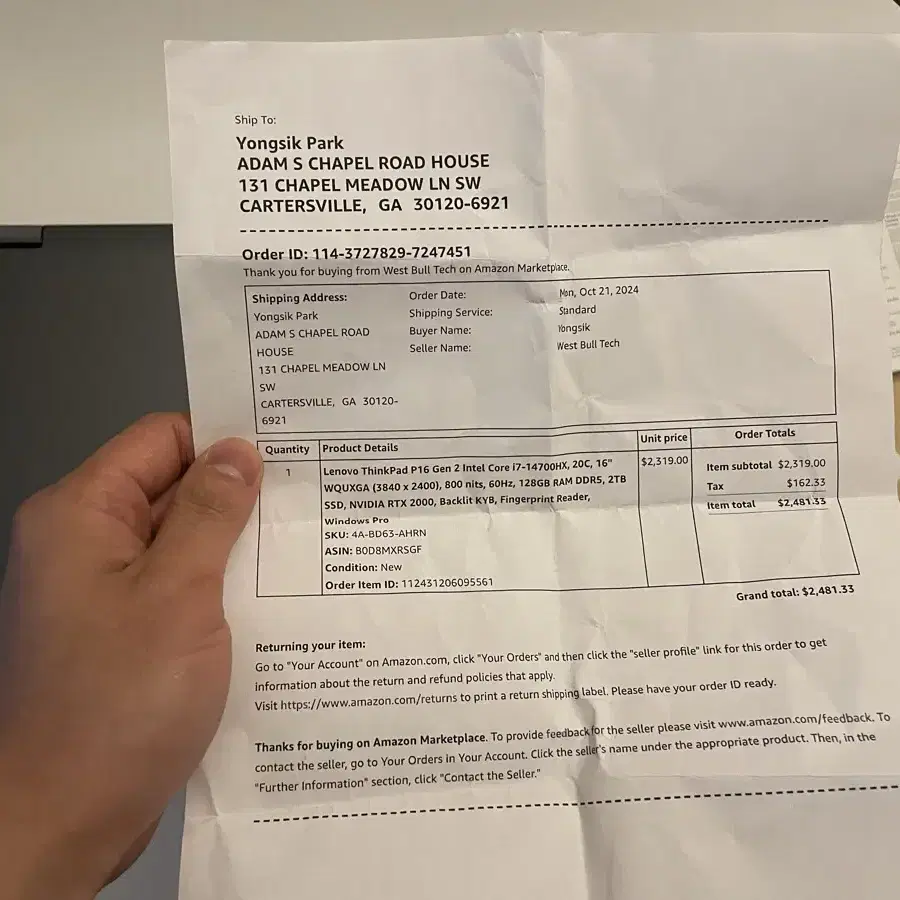 Ship To:
Yongsik Park
ADAM S CHAPEL ROAD HOUSE
131 CHAPEL MEADOW LN SW
CARTERSVILLE, GA 30120-6921
Order ID: 114-3727829-7247451
Thank you for buying from West Bull Tech on Amazon Marketplace.
Shipping Address:
Yongsik Park
ADAM S CHAPEL ROAD
HOUSE
131 CHAPEL MEADOW LN
SW
CARTERSVILLE, GA 30120-
6921
Order Date: Mon, Oct 21, 2024
Shipping Service: Standard
Buyer Name: Yongsik
Seller Name: West Bull Tech
Quantity Product Details Unit price Order Totals
1
Lenovo ThinkPad P16 Gen 2 Intel Core i7-14700HX, 20C, 16"
WQUXGA (3840 x 2400), 800 nits, 60Hz, 128GB RAM DDR5, 2TB
SSD, NVIDIA RTX 2000, Backlit KYB, Fingerprint Reader,
Windows Pro
SKU: 4A-BD63-AHRN
ASIN: B0D8MXRSGF
Condition: New
Order Item ID: 112431206095561
$2,319.00
Item subtotal $2,319.00
Tax $162.33
Item total $2,481.33
Grand total: $2,481.33
Returning your item:
Go to "Your Account" on Amazon.com, click "Your Orders" and then click the "seller profile" link for this order to get
information about the return and refund policies that apply.
Visit https://www.amazon.com/returns to print a return shipping label. Please have your order ID ready.
Thanks for buying on Amazon Marketplace. To provide feedback for the seller please visit www.amazon.com/feedback. To
contact the seller, go to Your Orders in Your Account. Click the seller's name under the appropriate product. Then, in the
"Further Information" section, click "Contact the Seller."